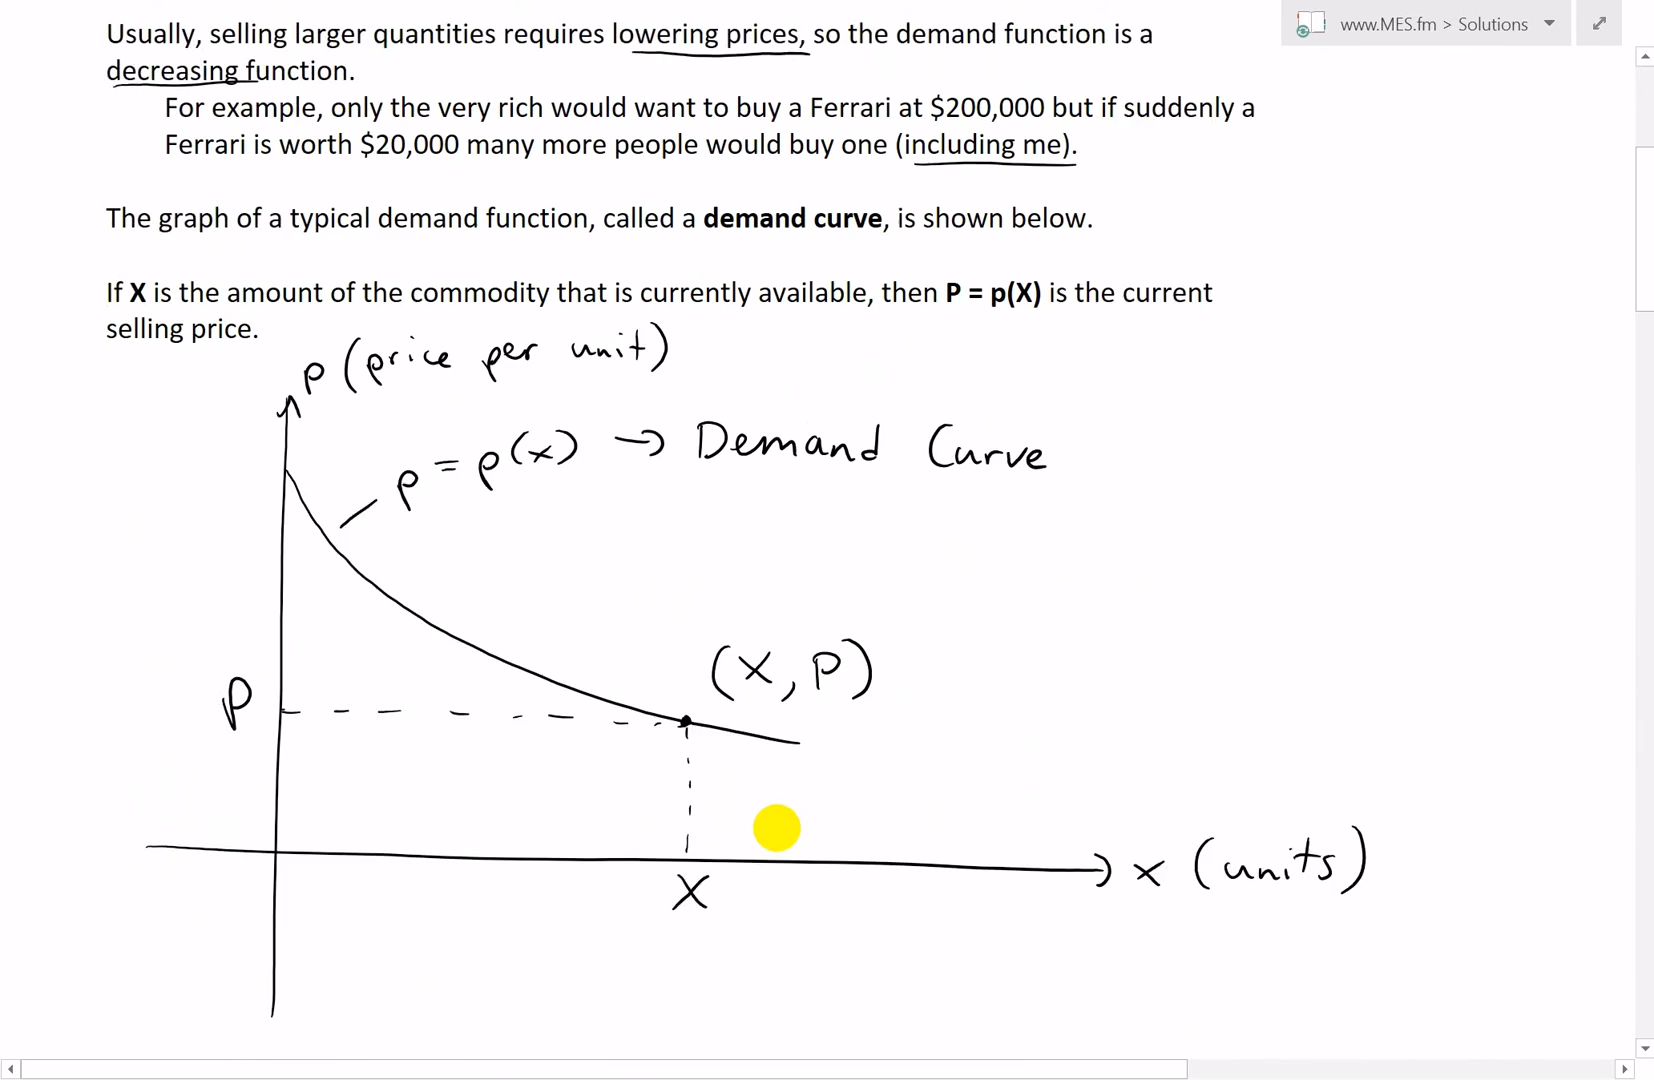 www.MES.fm > Solutions
Usually, selling larger quantities requires lowering prices, so the demand function is a
decreasing function.
For example, only the very rich would want to buy a Ferrari at $200,000 but if suddenly a
Ferrari is worth $20,000 many more people would buy one (including me).
The graph of a typical demand function, called a demand curve, is shown below.
If X is the amount of the commodity that is currently available, then P = p(X) is the current
selling price.
p (price per unit)
p = p(x) → Demand Curve
(X, P)
P
X
x (units)